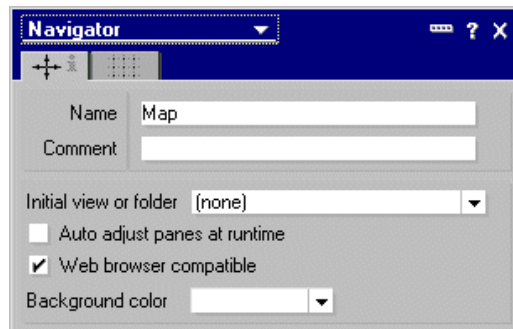 Navigator
?
Name Map
Comment
Initial view or folder (none)
Auto adjust panes at runtime
Web browser compatible
Background color